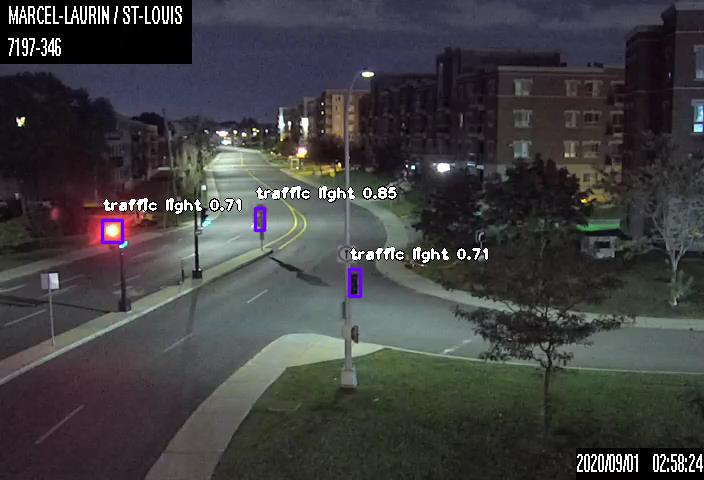 MARCEL-LAURIN / ST-LOUIS
7197-346
traffic light 0.71
traffic light 0.85
traffic light 0.71
2020/09/01 02:58:24